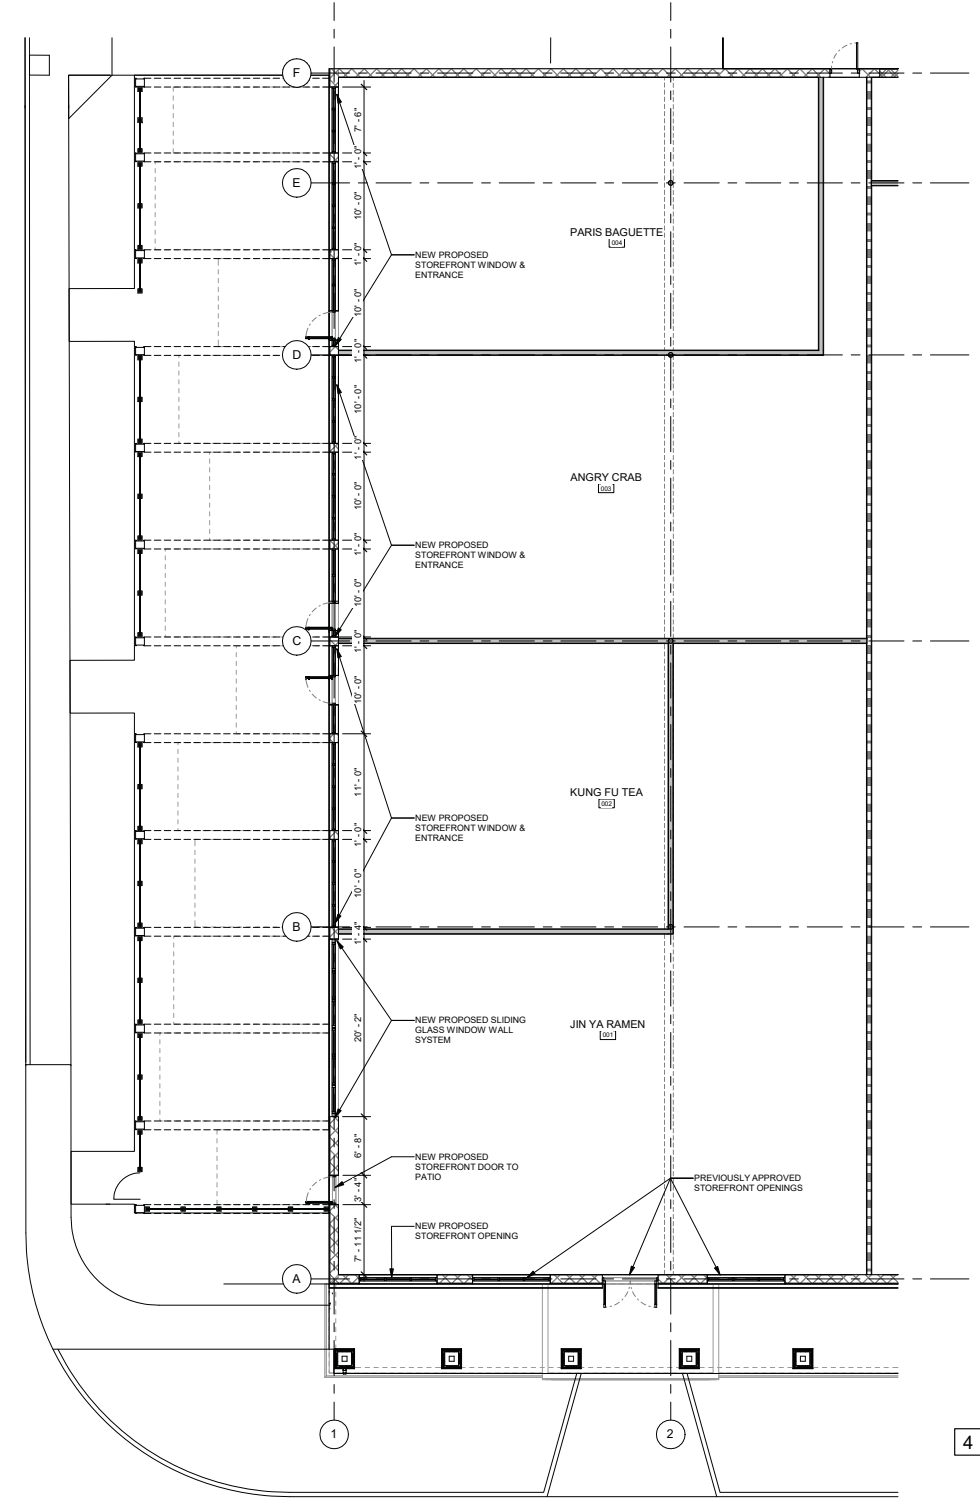 F
7' - 6"
1' - 0"
E
PARIS BAGUETTE
004
10' - 0"
NEW PROPOSED
STOREFRONT WINDOW &
ENTRANCE
1' - 0"
10' - 0"
D
1' - 0"
10' - 0"
1' - 0"
ANGRY CRAB
003
10' - 0"
NEW PROPOSED
STOREFRONT WINDOW &
ENTRANCE
1' - 0"
10' - 0"
C
1' - 0"
10' - 0"
11' - 0"
KUNG FU TEA
002
NEW PROPOSED
STOREFRONT WINDOW &
ENTRANCE
1' - 0"
10' - 0"
B
1' - 4"
NEW PROPOSED SLIDING
GLASS WINDOW WALL
SYSTEM
20' - 2"
JIN YA RAMEN
001
6' - 8"
NEW PROPOSED
STOREFRONT DOOR TO
PATIO
3' - 4"
PREVIOUSLY APPROVED
STOREFRONT OPENINGS
7' - 11 1/2"
NEW PROPOSED
STOREFRONT OPENING
A
1
2
4